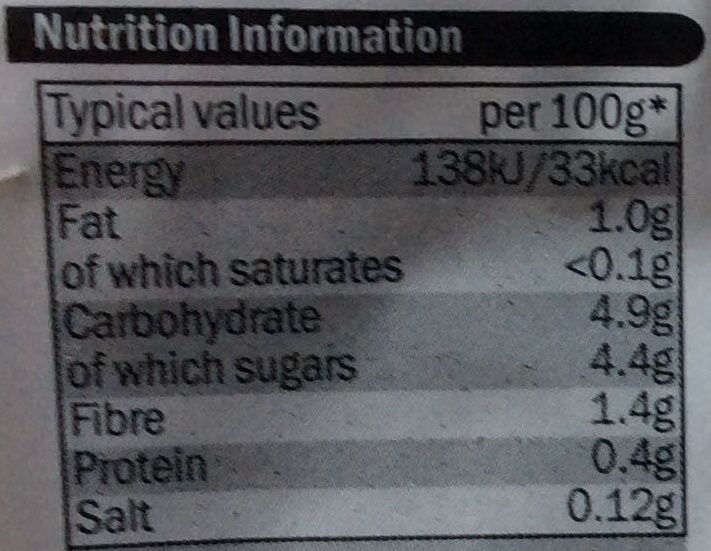 Nutrition Information
Typical values per 100g*
Energy 138kJ/33kcal
Fat 1.0g
of which saturates <0.1g
Carbohydrate 4.9g
of which sugars 4.4g
Fibre 1.4g
Protein 0.4g
Salt 0.12g